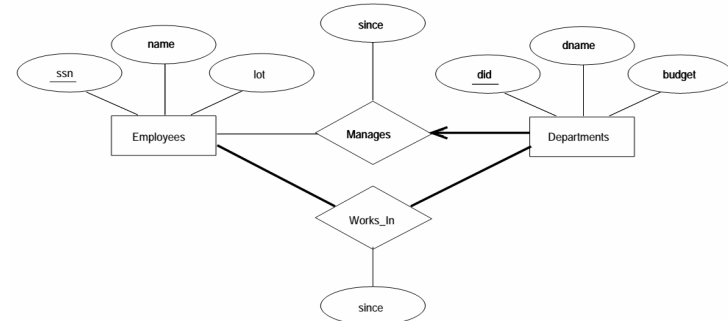 since
name
dname
ssn
lot
did
budget
Employees
Manages
Departments
Works_In
since